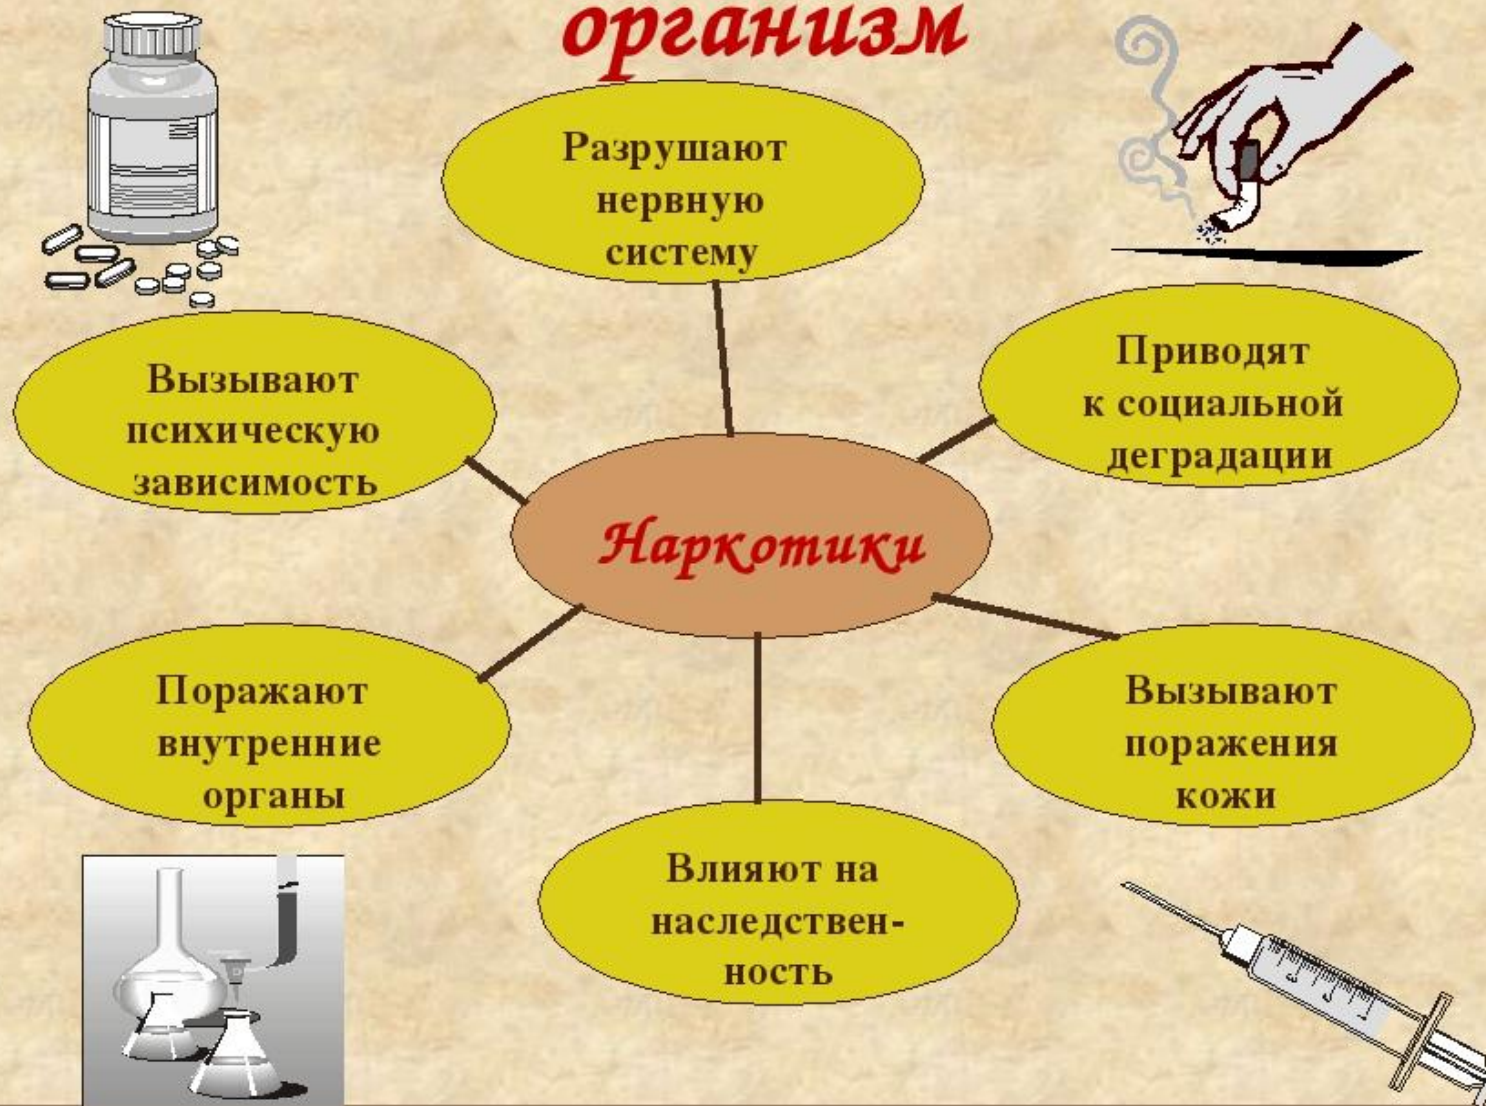 организм
Разрушают
нервную
систему
Приводят
к социальной
деградации
Вызывают
психическую
зависимость
Наркотики
Поражают
внутренние
органы
Вызывают
поражения
кожи
Влияют на
наследствен-
ность